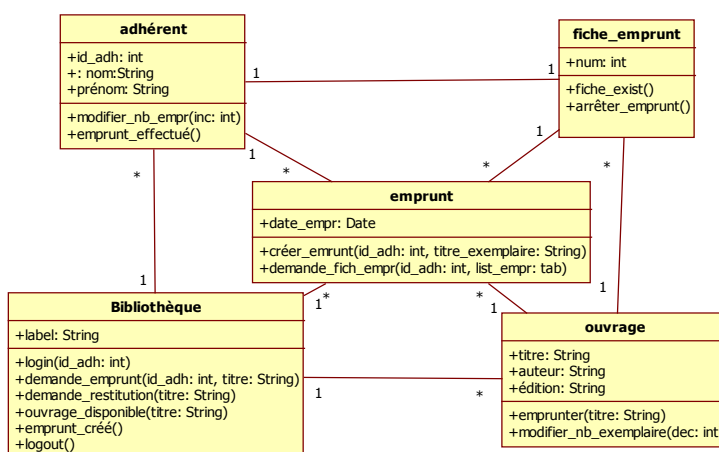 adhérent
+id_adh: int
+: nom:String
+prénom: String
+modifier_nb_empr(inc: int)
+emprunt_effectué()
fiche_emprunt
+num: int
+fiche_exist()
+arrêter_emprunt()
1
1
1
*
1
*
*
1
*
1
emprunt
+date_empr: Date
+créer_emrunt(id_adh: int, titre_exemplaire: String)
+demande_fich_empr(id_adh: int, list_empr: tab)
1
*
*
1
Bibliothèque
+label: String
+login(id_adh: int)
+demande_emprunt(id_adh: int, titre: String)
+demande_restitution(titre: String)
+ouvrage_disponible(titre: String)
+emprunt_créé()
+logout()
1
*
ouvrage
+titre: String
+auteur: String
+édition: String
+emprunter(titre: String)
+modifier_nb_exemplaire(dec: int